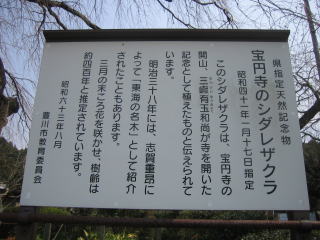 県指定天然記念物
宝円寺のシダレザクラ
昭和四十二年一月十七日指定
このシダレザクラは、宝円寺の
開山、三雲有玉和尚が寺を開いた
記念として植えたものと伝えられて
います。
明治三十八年には、志賀重昂に
よって「東海の名木」として紹介
されたこともあります。
三月の末ころ花を咲かせ、樹齢は
約四百年と推定されています。
昭和六十三年八月
豊川市教育委員会